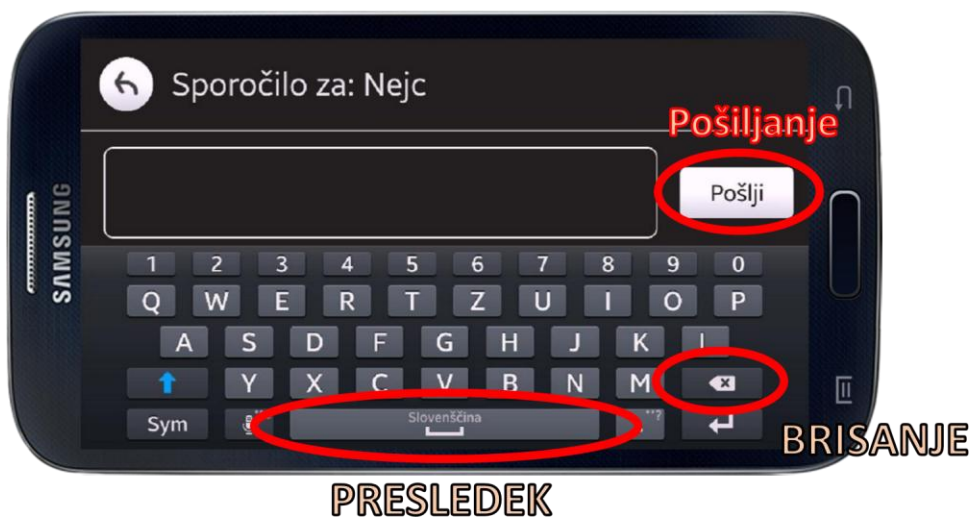 Sporočilo za: Nejc
Pošiljanje
Pošlji
SAMSUNG
1 2 3 4 5 6 7 8 9 0
Q W E R T Z U I O P
A S D F G H J K L
Y X C V B N M
Sym Slovenščina
BRISANJE
PRESLEDEK